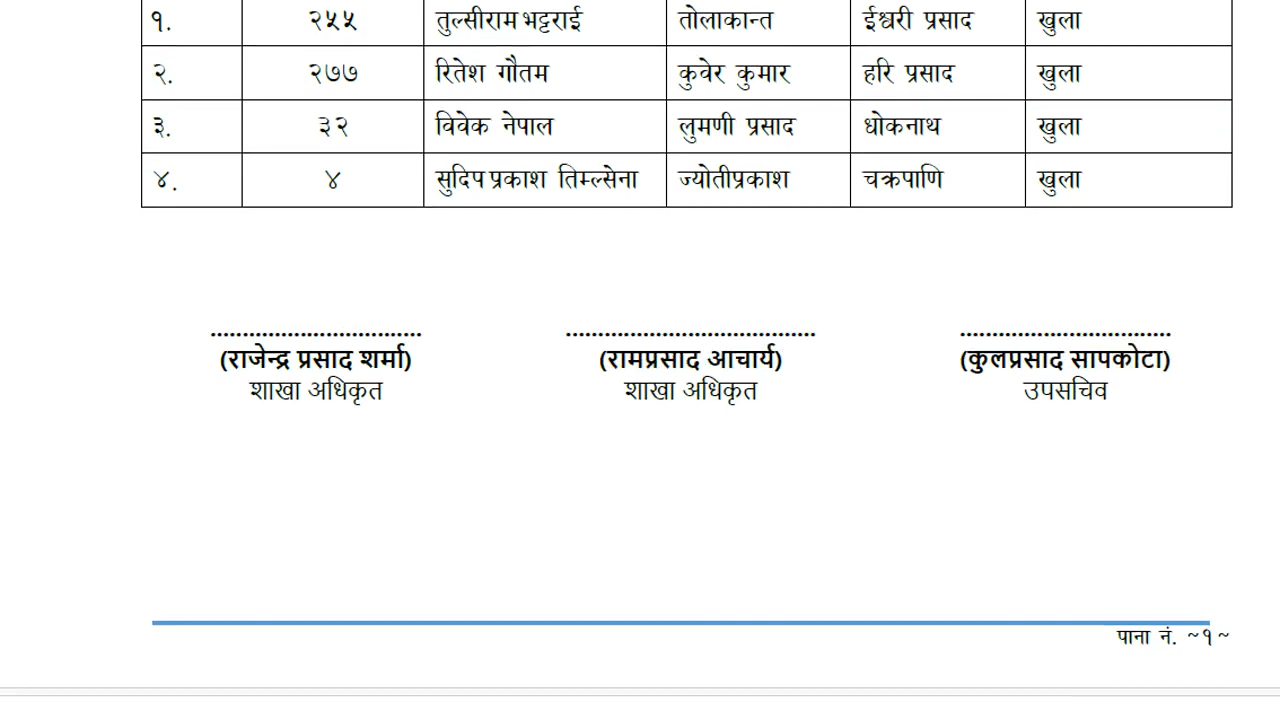 १. २५५ तुल्सीराम भट्टराई तोलाकान्त ईश्वरी प्रसाद खुला
२. २७७ रितेश गौतम कुवेर कुमार हरि प्रसाद खुला
३. ३२ विवेक नेपाल लुमणी प्रसाद धोकनाथ खुला
४. ४ सुदिप प्रकाश तिम्ल्सेना ज्योतीप्रकाश चक्रपाणि खुला
................................. ....................................... .................................
(राजेन्द्र प्रसाद शर्मा) (रामप्रसाद आचार्य) (कुलप्रसाद सापकोटा)
शाखा अधिकृत शाखा अधिकृत उपसचिव
पाना नं. ~१~